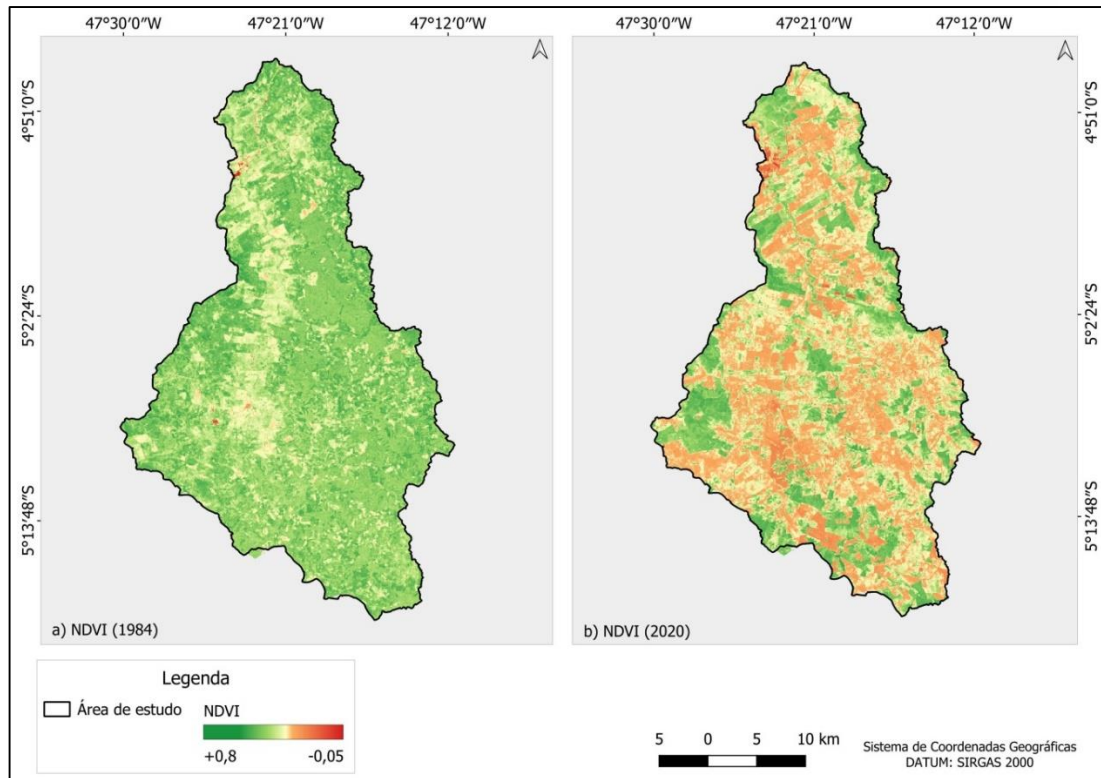 47°30′0″W 47°21′0″W 47°12′0″W 47°30′0″W 47°21′0″W 47°12′0″W
4°51′0″S
5°2′24″S
5°13′48″S
4°51′0″S
5°2′24″S
5°13′48″S
a) NDVI (1984)
b) NDVI (2020)
Legenda
Área de estudo
NDVI
+0,8 -0,05
5 0 5 10 km
Sistema de Coordenadas Geográficas
DATUM: SIRGAS 2000